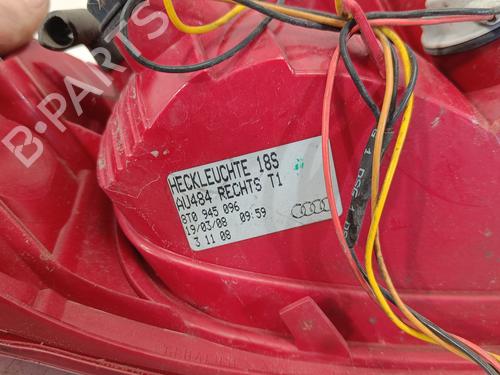 B-PARTS
HECKLEUCHTE 18S
AU484 RECHTS T1
8T0 945 096
19/03/08 09:59
3 11 08